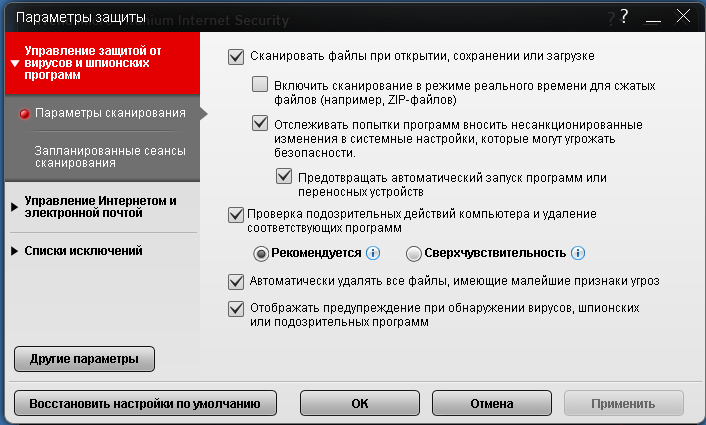 Параметры защиты
mium Internet Security
Управление защитой от
вирусов и шпионских
программ
Параметры сканирования
Запланированные сеансы
сканирования
Управление Интернетом и
электронной почтой
Списки исключений
Другие параметры
Сканировать файлы при открытии, сохранении или загрузке
Включить сканирование в режиме реального времени для сжатых
файлов (например, ZIP-файлов)
Отслеживать попытки программ вносить несанкционированные
изменения в системные настройки, которые могут угрожать
безопасности.
Предотвращать автоматический запуск программ или
переносных устройств
Проверка подозрительных действий компьютера и удаление
соответствующих программ
Рекомендуется
Сверхчувствительность
Автоматически удалять все файлы, имеющие малейшие признаки угроз
Отображать предупреждение при обнаружении вирусов, шпионских
или подозрительных программ
Восстановить настройки по умолчанию
OK
Отмена
Применить